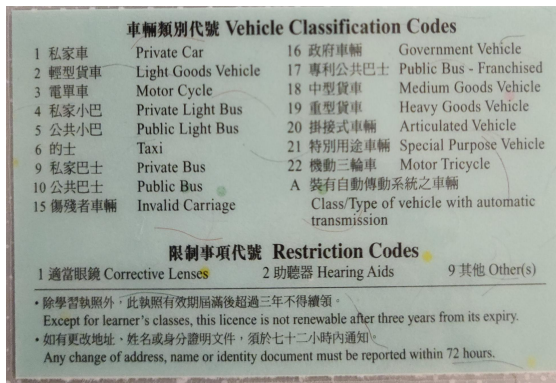 車輛類別代號 Vehicle Classification Codes
1 私家車 Private Car
2 輕型貨車 Light Goods Vehicle
3 電單車 Motor Cycle
4 私家小巴 Private Light Bus
5 公共小巴 Public Light Bus
6 的士 Taxi
9 私家巴士 Private Bus
10 公共巴士 Public Bus
15 傷殘者車輛 Invalid Carriage
16 政府車輛 Government Vehicle
17 專利公共巴士 Public Bus - Franchised
18 中型貨車 Medium Goods Vehicle
19 重型貨車 Heavy Goods Vehicle
20 掛接式車輛 Articulated Vehicle
21 特別用途車輛 Special Purpose Vehicle
22 機動三輪車 Motor Tricycle
A 裝有自動傳動系統之車輛
Class/Type of vehicle with automatic
transmission
限制事項代號 Restriction Codes
1 適當眼鏡 Corrective Lenses 2 助聽器 Hearing Aids 9 其他 Other(s)
• 除學習執照外，此執照有效期屆滿後超過三年不得續領。
Except for learner's classes, this licence is not renewable after three years from its expiry.
• 如有更改地址、姓名或身分證明文件，須於七十二小時內通知。
Any change of address, name or identity document must be reported within 72 hours.